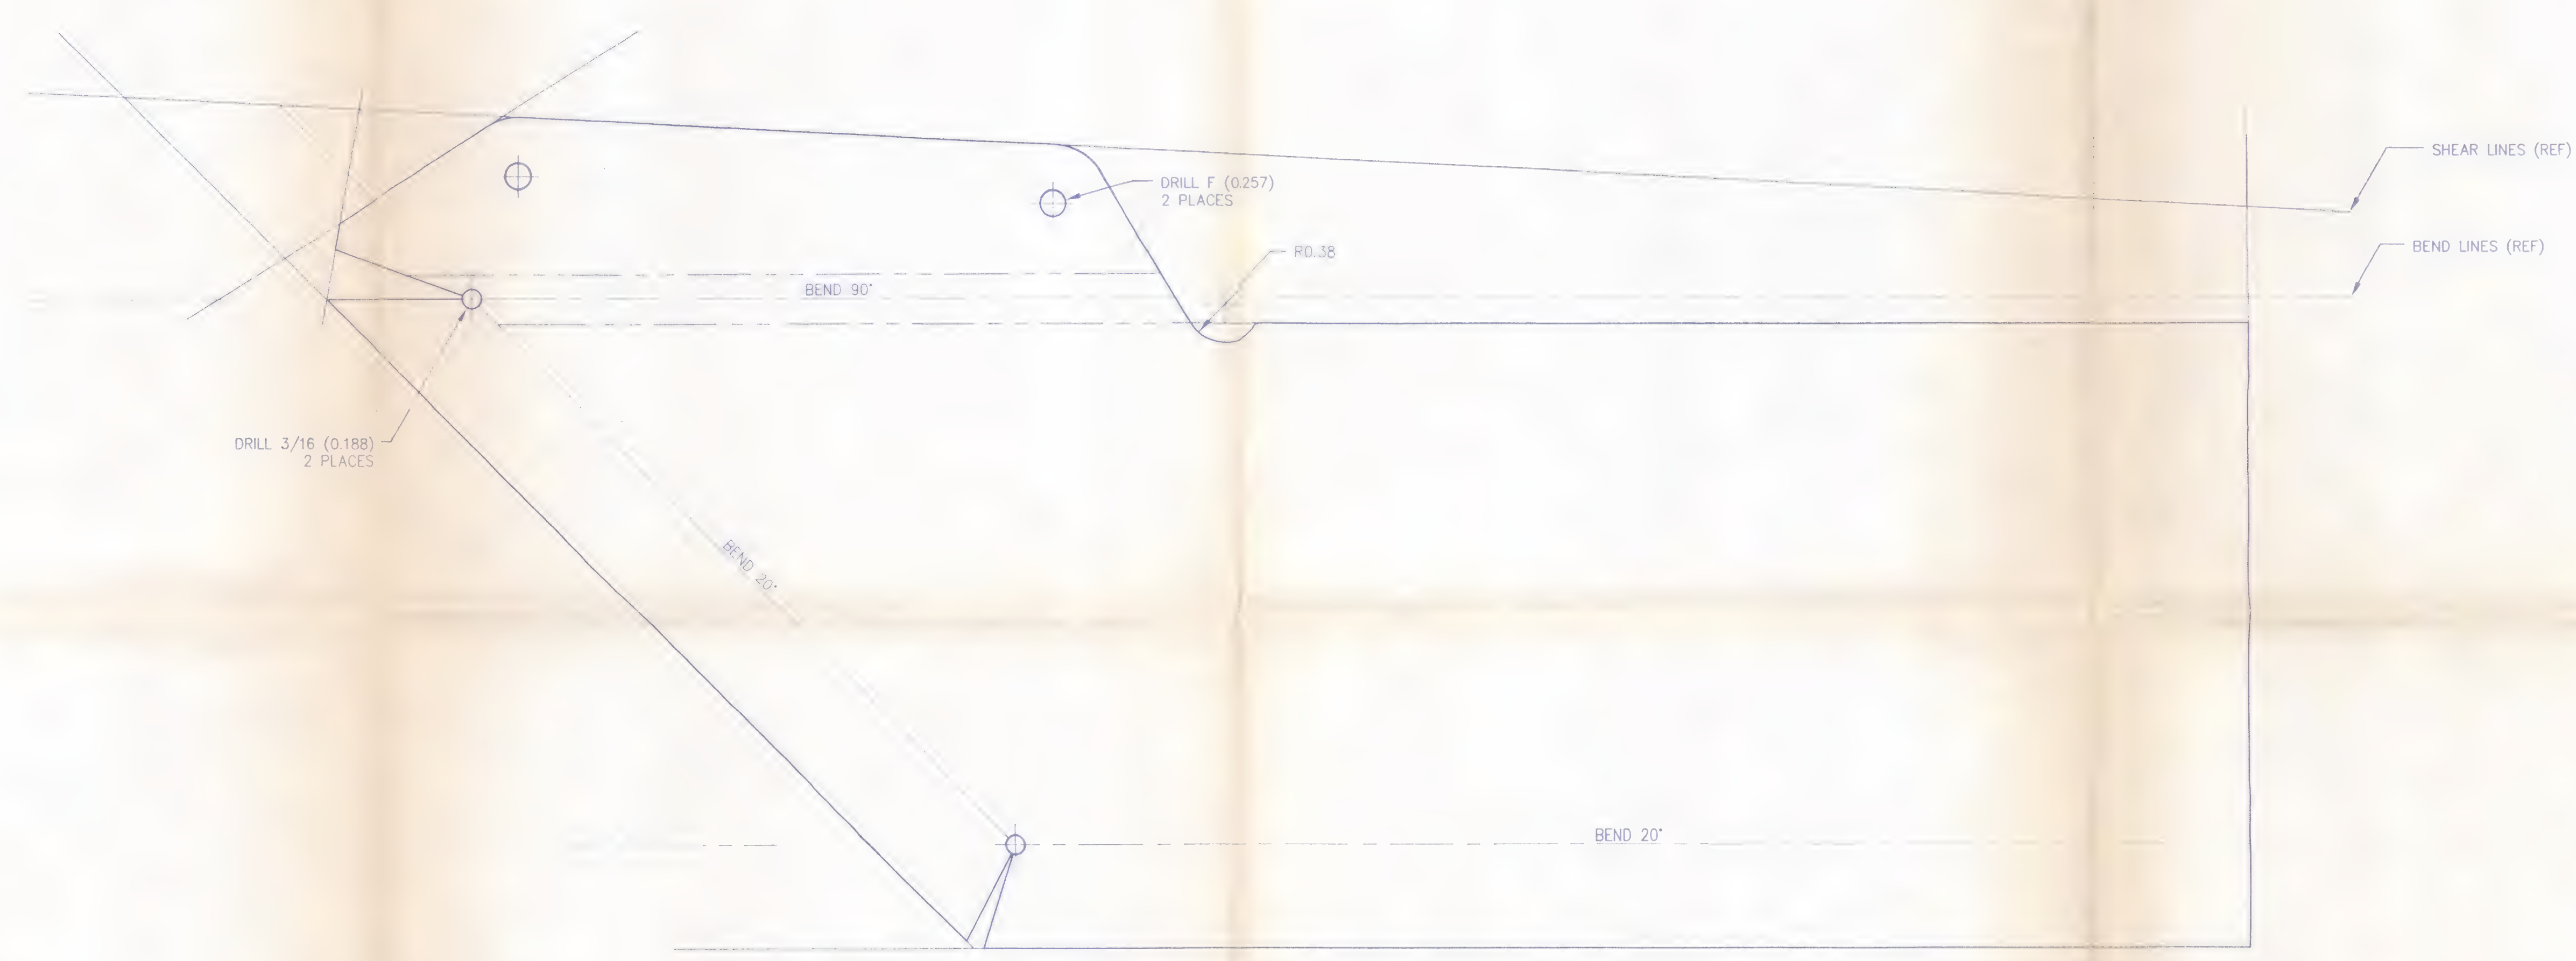 SHEAR LINES (REF)
DRILL F (0.257)
2 PLACES
BEND LINES (REF)
R0.38
BEND 90°
DRILL 3/16 (0.188)
2 PLACES
BEND 20°
BEND 20°